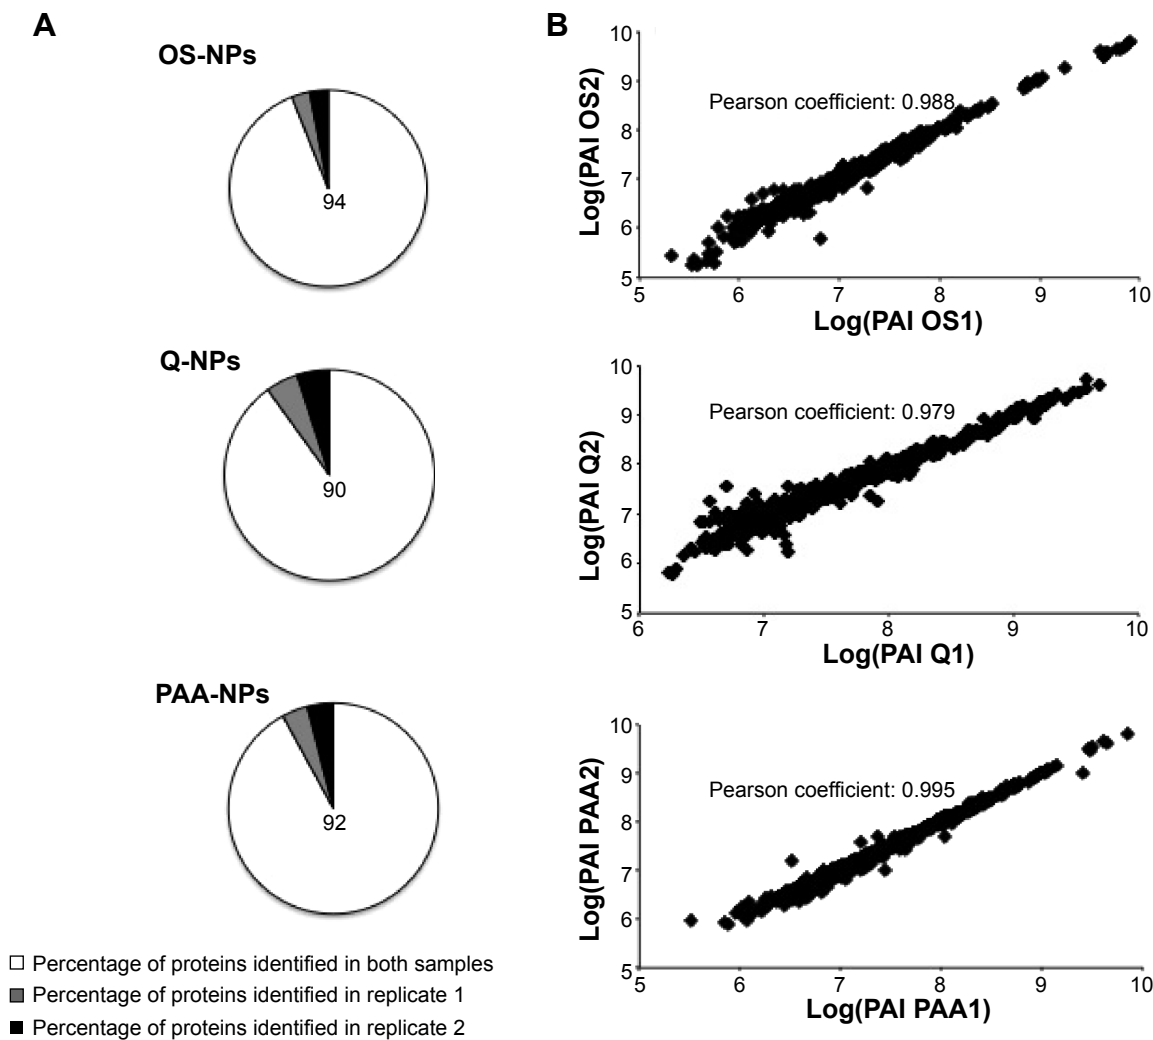 A
OS-NPs
94
Q-NPs
90
PAA-NPs
92
Percentage of proteins identified in both samples
Percentage of proteins identified in replicate 1
Percentage of proteins identified in replicate 2
B
Log(PAI OS2)
10
9
8
7
6
5
Pearson coefficient: 0.988
5 6 7 8 9 10
Log(PAI OS1)
Log(PAI Q2)
10
9
8
7
6
5
Pearson coefficient: 0.979
6 7 8 9 10
Log(PAI Q1)
Log(PAI PAA2)
10
9
8
7
6
5
Pearson coefficient: 0.995
5 6 7 8 9 10
Log(PAI PAA1)